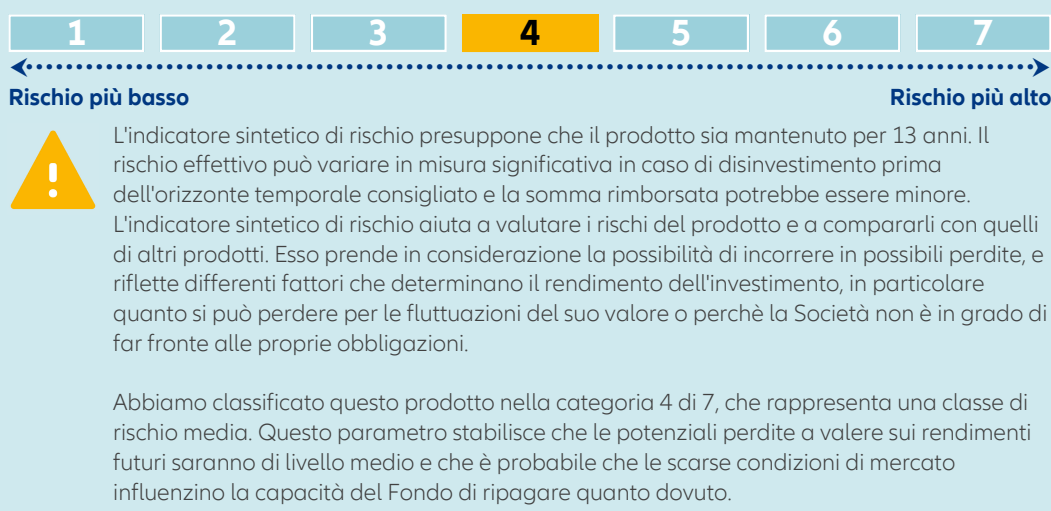 1 2 3 4 5 6 7
Rischio più basso Rischio più alto
L'indicatore sintetico di rischio presuppone che il prodotto sia mantenuto per 13 anni. Il
rischio effettivo può variare in misura significativa in caso di disinvestimento prima
dell'orizzonte temporale consigliato e la somma rimborsata potrebbe essere minore.
L'indicatore sintetico di rischio aiuta a valutare i rischi del prodotto e a compararli con quelli
di altri prodotti. Esso prende in considerazione la possibilità di incorrere in possibili perdite, e
riflette differenti fattori che determinano il rendimento dell'investimento, in particolare
quanto si può perdere per le fluttuazioni del suo valore o perchè la Società non è in grado di
far fronte alle proprie obbligazioni.
Abbiamo classificato questo prodotto nella categoria 4 di 7, che rappresenta una classe di
rischio media. Questo parametro stabilisce che le potenziali perdite a valere sui rendimenti
futuri saranno di livello medio e che è probabile che le scarse condizioni di mercato
influenzino la capacità del Fondo di ripagare quanto dovuto.